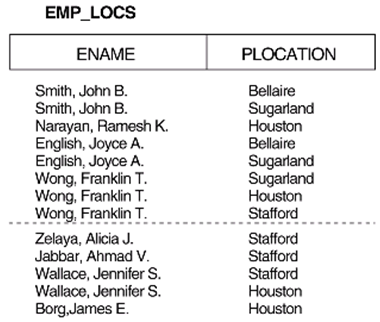 EMP_LOCS
ENAME PLOCATION
Smith, John B. Bellaire
Smith, John B. Sugarland
Narayan, Ramesh K. Houston
English, Joyce A. Bellaire
English, Joyce A. Sugarland
Wong, Franklin T. Sugarland
Wong, Franklin T. Houston
Wong, Franklin T. Stafford
Zelaya, Alicia J. Stafford
Jabbar, Ahmad V. Stafford
Wallace, Jennifer S. Stafford
Wallace, Jennifer S. Houston
Borg,James E. Houston